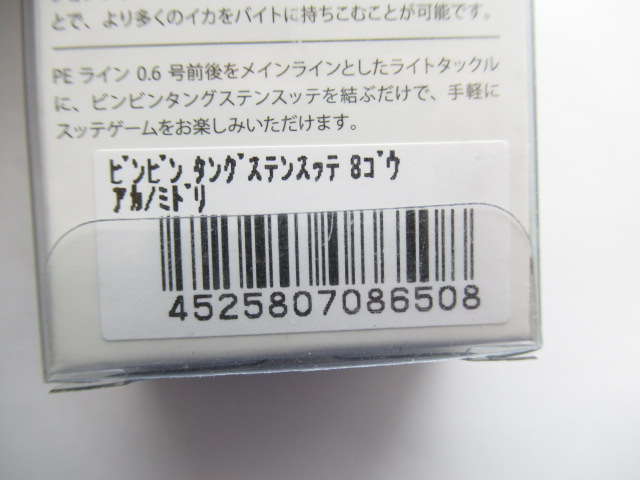 とで、より多くのイカをバイトに持ちこむことが可能です。
PE ライン 0.6 号前後をメインラインとしたライトタックル
に、ビンビンタングステンスッテを結ぶだけで、手軽に
スッテゲームをお楽しみいただけます。
ビンビン タングステンスッテ 8ゴウ
アカ/ミドリ
4525807086508